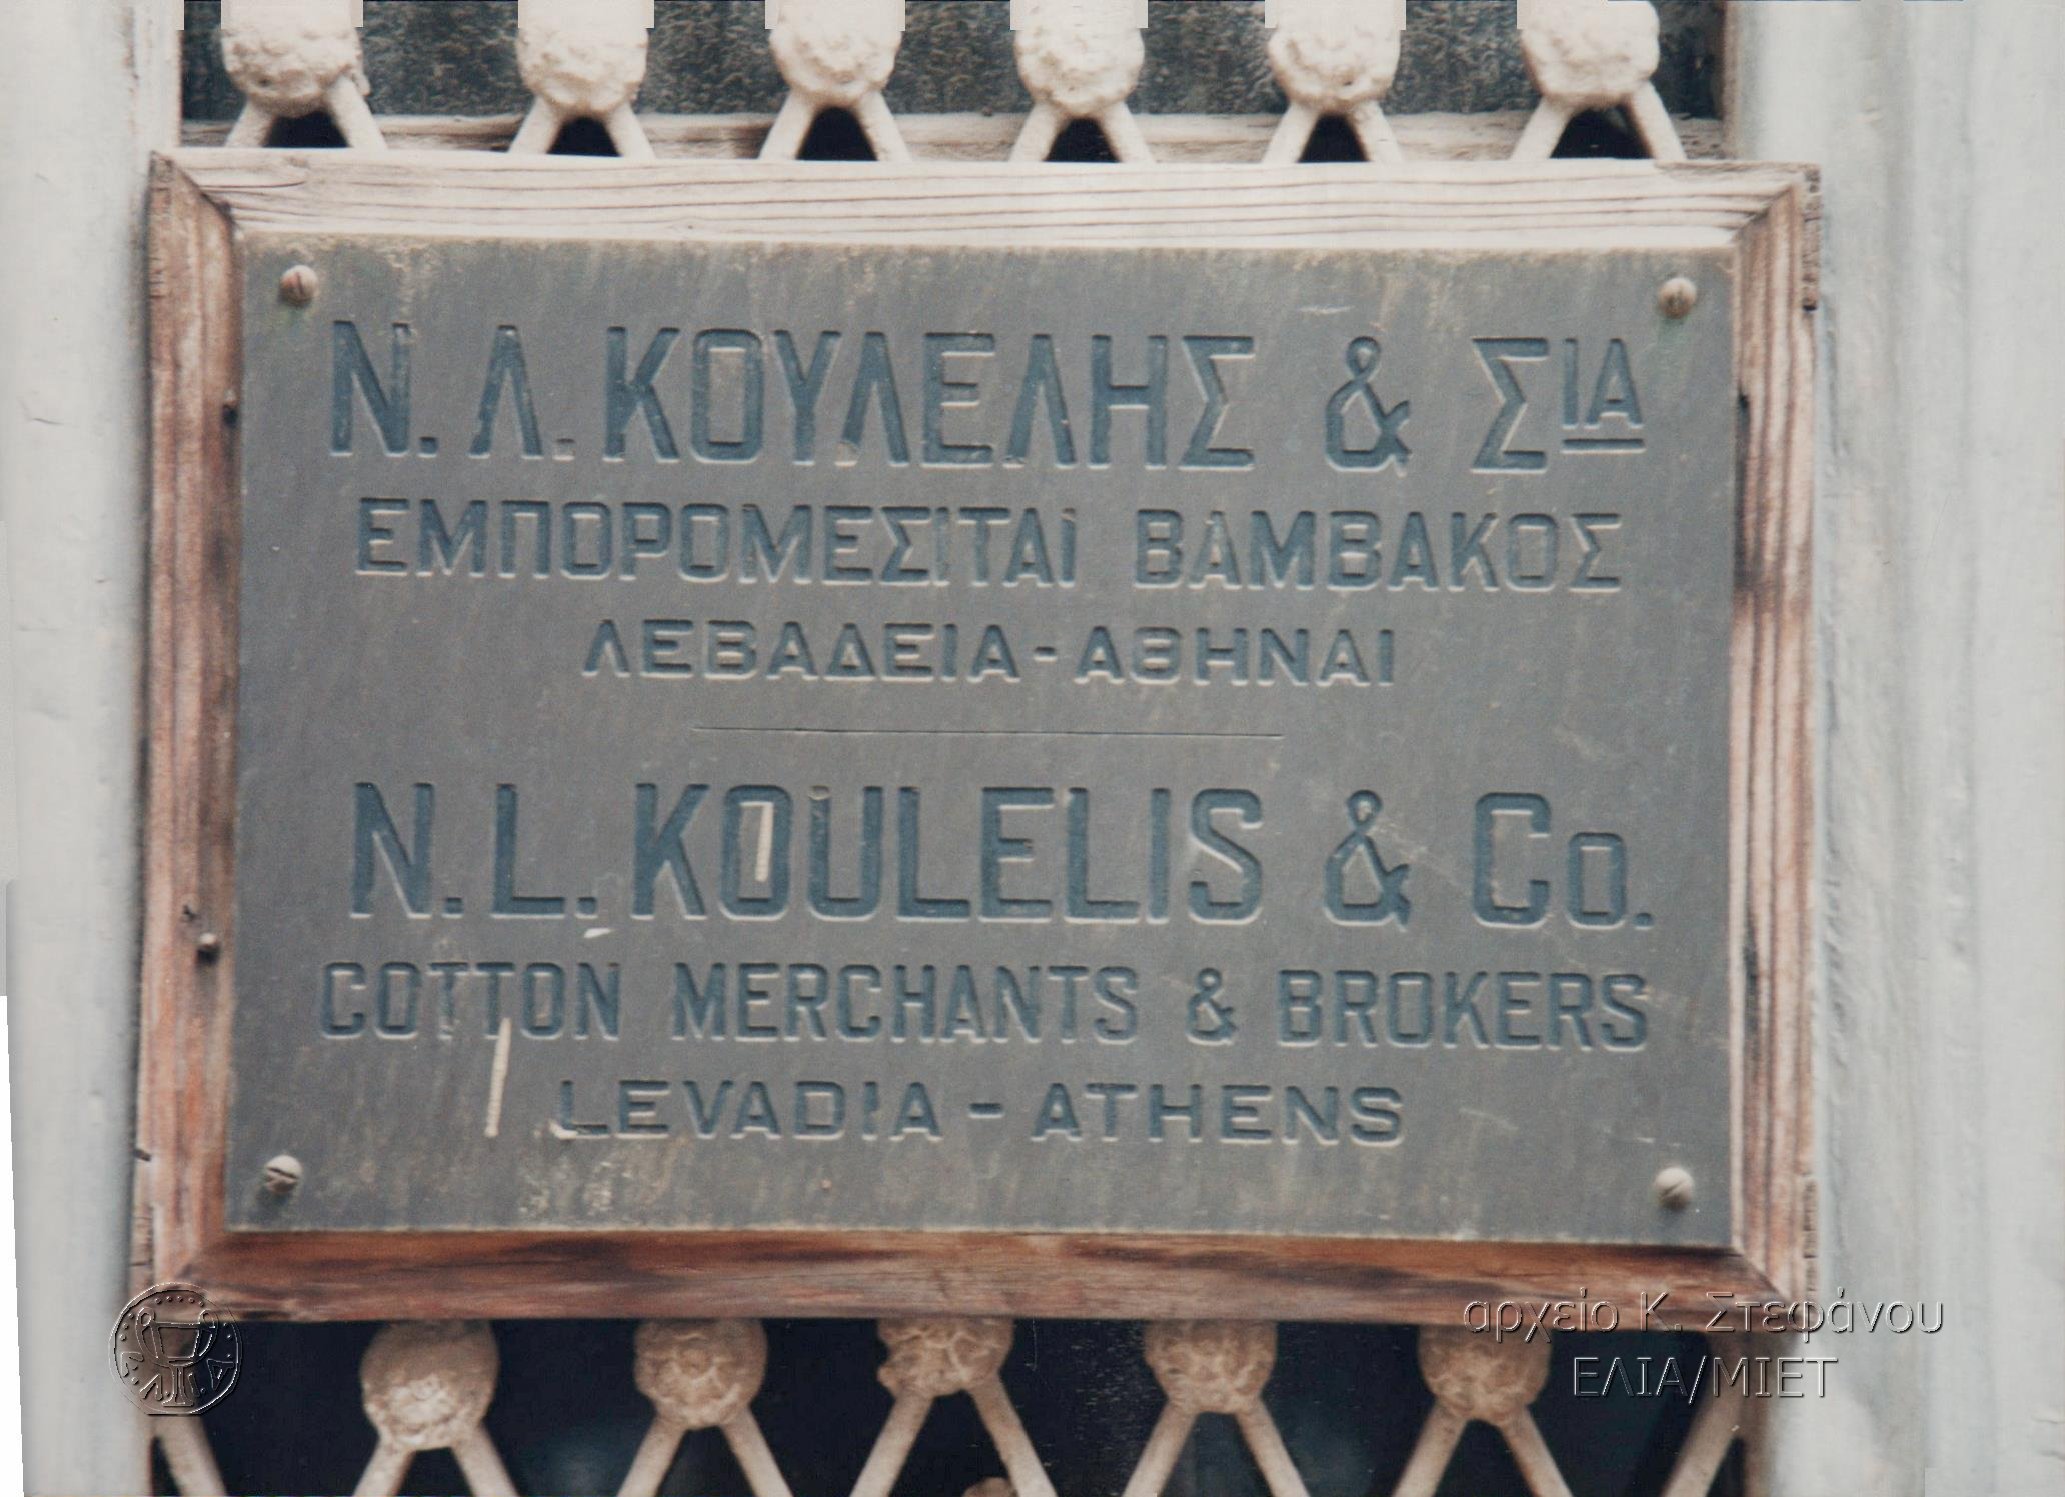 Ν. Λ. ΚΟΥΛΕΛΗΣ & ΣΙΑ
ΕΜΠΟΡΟΜΕΣΙΤΑΙ ΒΑΜΒΑΚΟΣ
ΛΕΒΑΔΕΙΑ - ΑΘΗΝΑΙ
N. L. KOULELIS & Co.
COTTON MERCHANTS & BROKERS
LEVADIA - ATHENS
αρχείο Κ. Στεφάνου
ΕΛΙΑ/ΜΙΕΤ